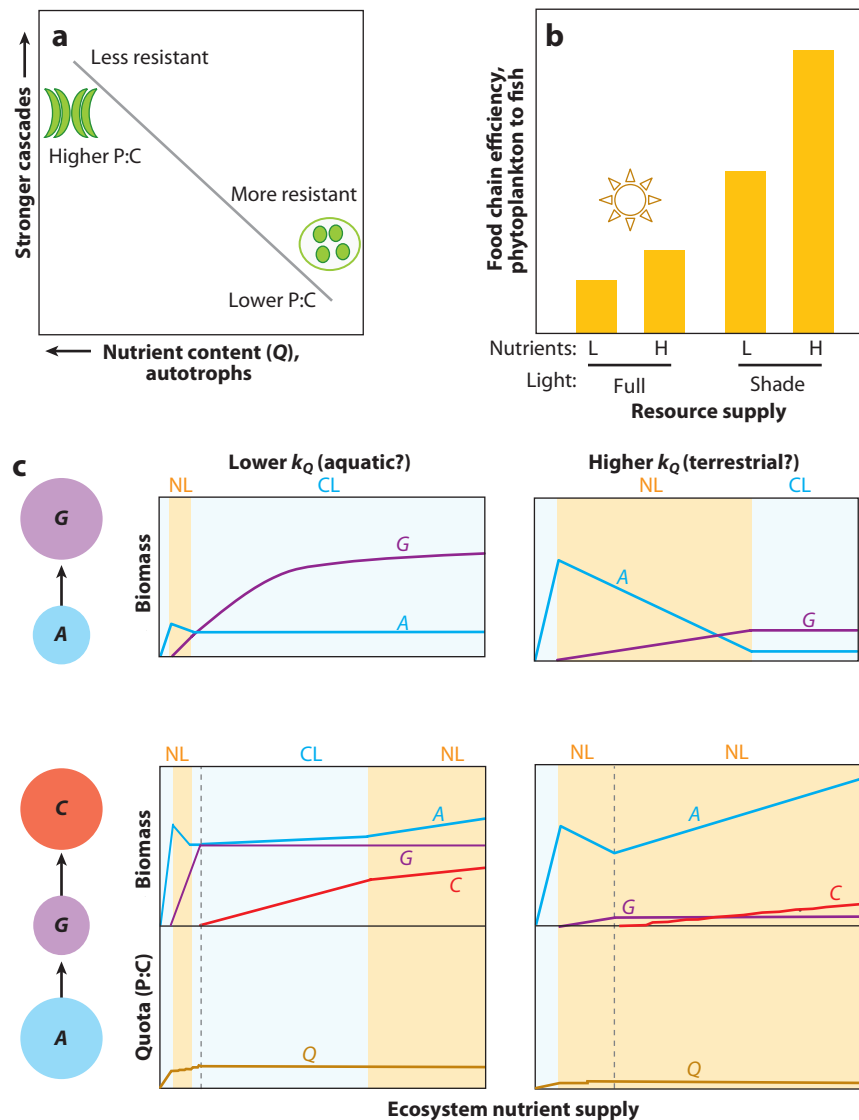 a
Stronger cascades
Less resistant
Higher P:C
More resistant
Lower P:C
Nutrient content (Q),
autotrophs
b
Food chain efficiency,
phytoplankton to fish
Nutrients: L H L H
Light: Full Shade
Resource supply
c
Lower kQ (aquatic?)
Higher kQ (terrestrial?)
NL CL
NL CL
G
A
Biomass
G
A
A
G
NL CL NL
NL NL
C
G
A
Biomass
A
G
C
A
G
C
Quota (P:C)
Q
Q
Ecosystem nutrient supply